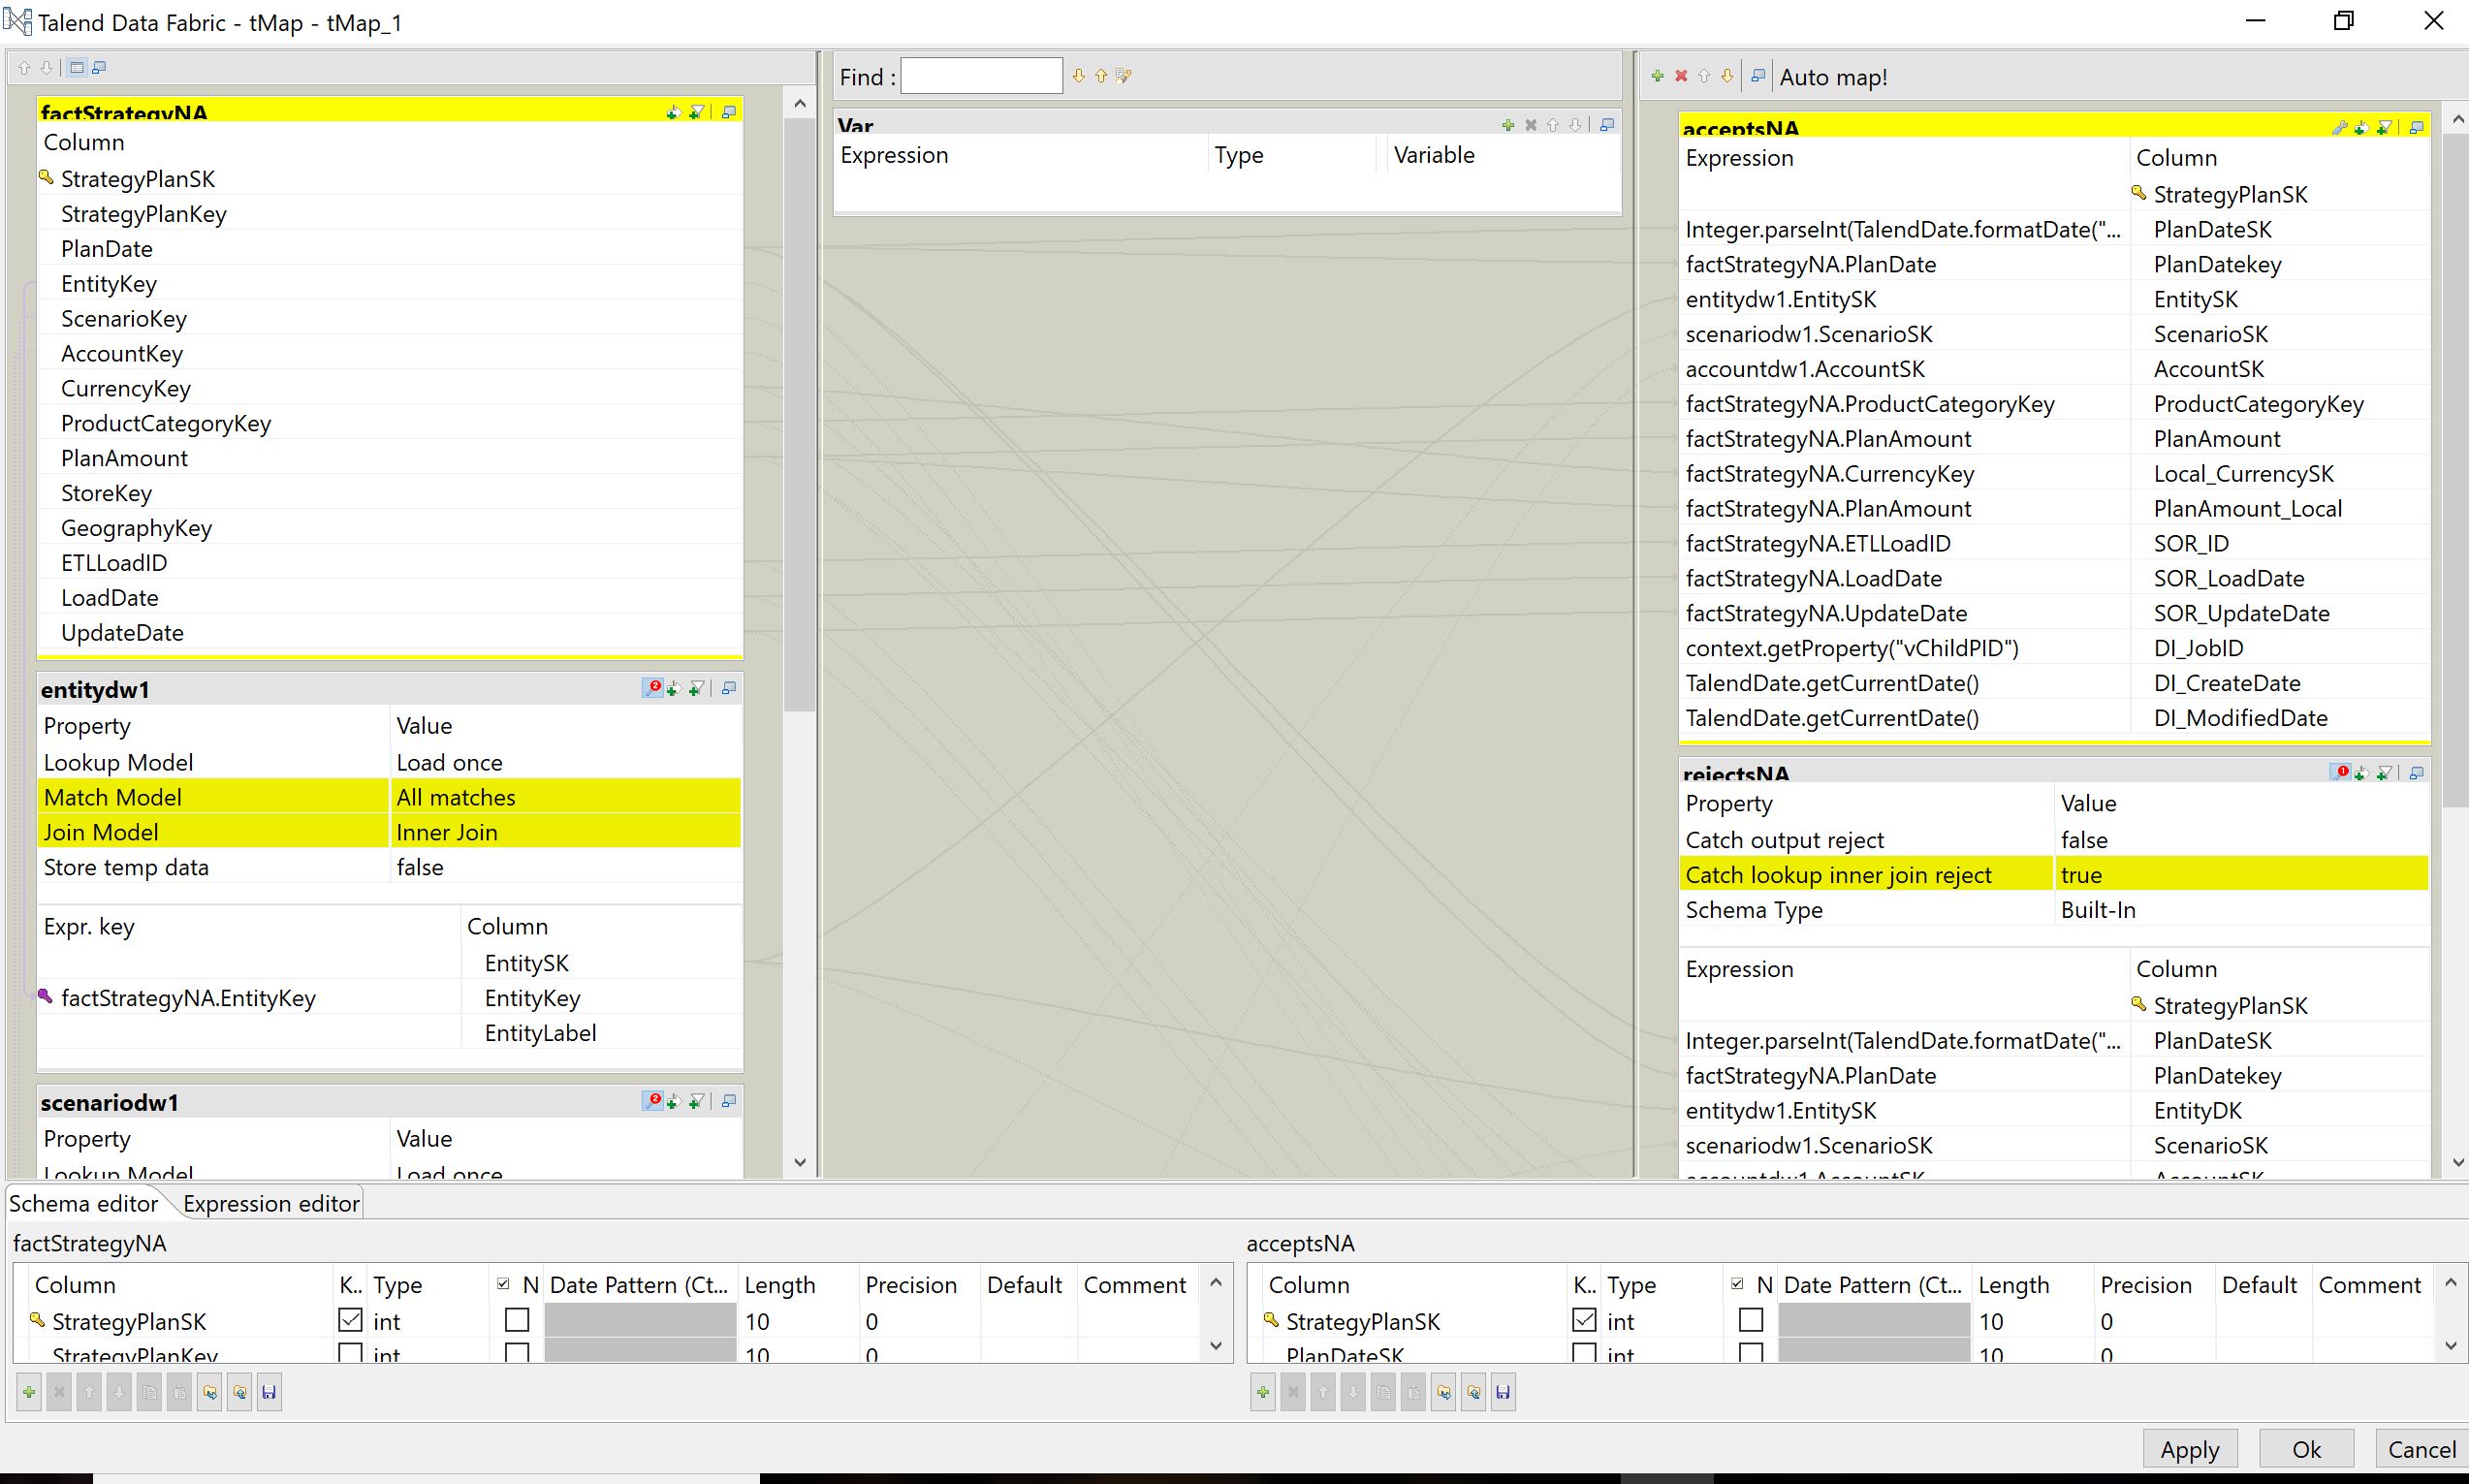 Talend Data Fabric - tMap - tMap_1
factStrategyNA
Column
StrategyPlanSK
StrategyPlanKey
PlanDate
EntityKey
ScenarioKey
AccountKey
CurrencyKey
ProductCategoryKey
PlanAmount
StoreKey
GeographyKey
ETLLoadID
LoadDate
UpdateDate
entitydw1
Property Value
Lookup Model Load once
Match Model All matches
Join Model Inner Join
Store temp data false
Expr. key Column
EntitySK
factStrategyNA.EntityKey EntityKey
EntityLabel
scenariodw1
Property Value
Lookup Model Load once
Find :
Var
Expression Type Variable
Auto map!
acceptsNA
Expression Column
StrategyPlanSK
Integer.parseInt(TalendDate.formatDate("... PlanDateSK
factStrategyNA.PlanDate PlanDatekey
entitydw1.EntitySK EntitySK
scenariodw1.ScenarioSK ScenarioSK
accountdw1.AccountSK AccountSK
factStrategyNA.ProductCategoryKey ProductCategoryKey
factStrategyNA.PlanAmount PlanAmount
factStrategyNA.CurrencyKey Local_CurrencySK
factStrategyNA.PlanAmount PlanAmount_Local
factStrategyNA.ETLLoadID SOR_ID
factStrategyNA.LoadDate SOR_LoadDate
factStrategyNA.UpdateDate SOR_UpdateDate
context.getProperty("vChildPID") DI_JobID
TalendDate.getCurrentDate() DI_CreateDate
TalendDate.getCurrentDate() DI_ModifiedDate
rejectsNA
Property Value
Catch output reject false
Catch lookup inner join reject true
Schema Type Built-In
Expression Column
StrategyPlanSK
Integer.parseInt(TalendDate.formatDate("... PlanDateSK
factStrategyNA.PlanDate PlanDatekey
entitydw1.EntitySK EntityDK
scenariodw1.ScenarioSK ScenarioSK
accountdw1.AccountSK AccountSK
Schema editor Expression editor
factStrategyNA
Column K.. Type N Date Pattern (Ct... Length Precision Default Comment
StrategyPlanSK int 10 0
StrategyPlanKey int 10 0
acceptsNA
Column K.. Type N Date Pattern (Ct... Length Precision Default Comment
StrategyPlanSK int 10 0
PlanDateSK int 10 0
Apply Ok Cancel